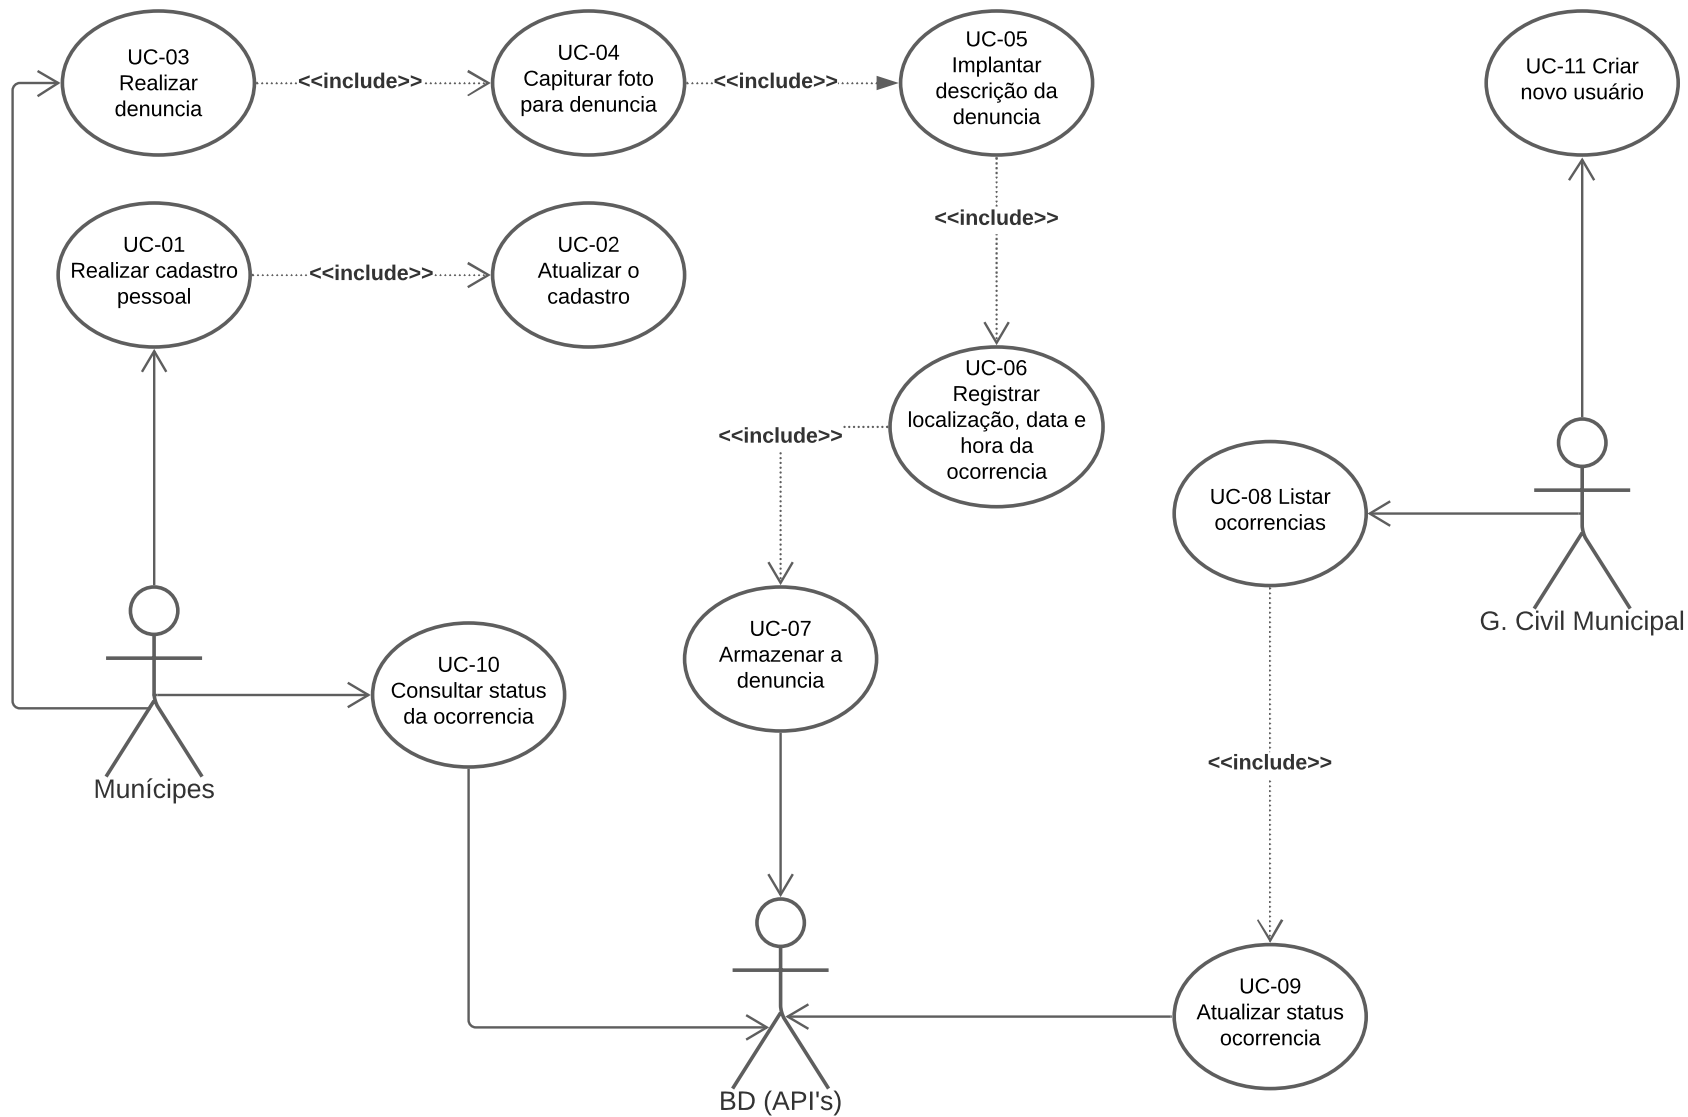 UC-03
Realizar
denuncia
<<include>>
UC-04
Capiturar foto
para denuncia
<<include>>
UC-05
Implantar
descrição da
denuncia
UC-11 Criar
novo usuário
<<include>>
UC-01
Realizar cadastro
pessoal
<<include>>
UC-02
Atualizar o
cadastro
UC-06
Registrar
localização, data e
hora da
ocorrencia
<<include>>
UC-08 Listar
ocorrencias
G. Civil Municipal
UC-07
Armazenar a
denuncia
UC-10
Consultar status
da ocorrencia
Munícipes
<<include>>
UC-09
Atualizar status
ocorrencia
BD (API's)